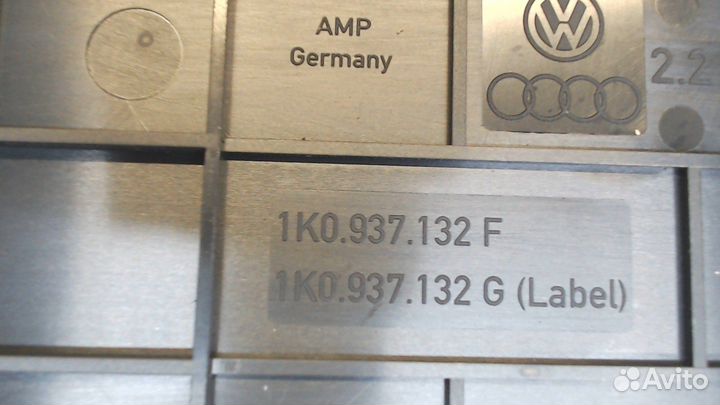 AMP
Germany
1K0.937.132 F
1K0.937.132 G (Label)
Avito